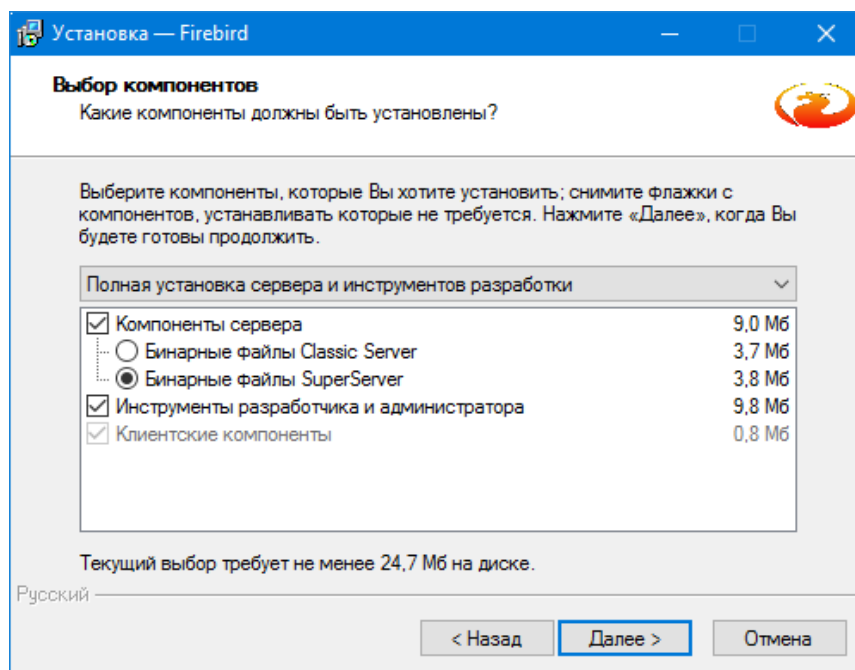 Установка — Firebird
Выбор компонентов
Какие компоненты должны быть установлены?
Выберите компоненты, которые Вы хотите установить; снимите флажки с
компонентов, устанавливать которые не требуется. Нажмите «Далее», когда Вы
будете готовы продолжить.
Полная установка сервера и инструментов разработки
Компоненты сервера 9,0 Мб
Бинарные файлы Classic Server 3,7 Мб
Бинарные файлы SuperServer 3,8 Мб
Инструменты разработчика и администратора 9,8 Мб
Клиентские компоненты 0,8 Мб
Текущий выбор требует не менее 24,7 Мб на диске.
Русский
< Назад Далее > Отмена